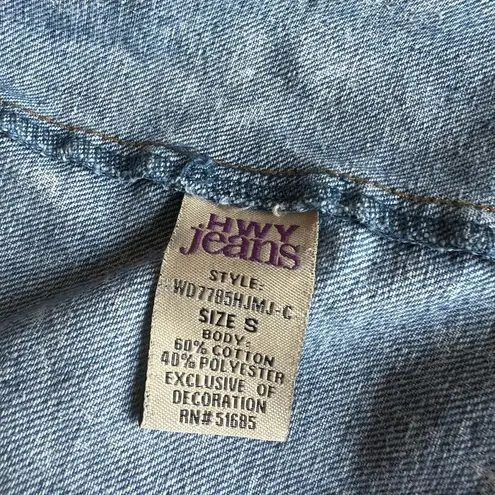 HWY
jeans
STYLE:
WD7785HJMJ-C
SIZE S
BODY:
60% COTTON
40% POLYESTER
EXCLUSIVE OF
DECORATION
RN# 51685